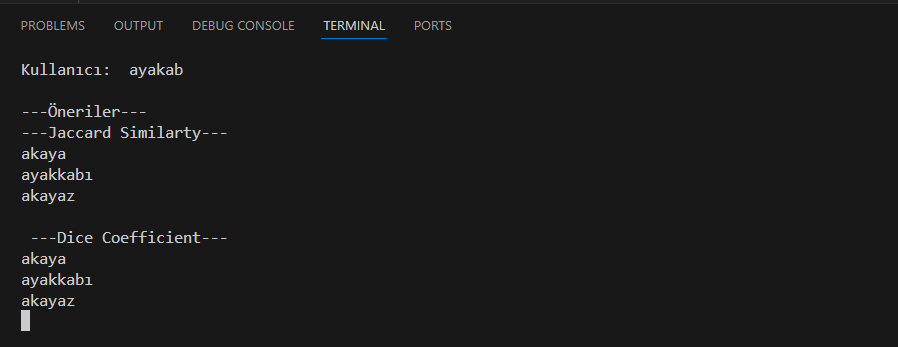 PROBLEMS OUTPUT DEBUG CONSOLE TERMINAL PORTS
Kullanıcı:  ayakab
---Öneriler---
---Jaccard Similarty---
akaya
ayakkabı
akayaz
---Dice Coefficient---
akaya
ayakkabı
akayaz